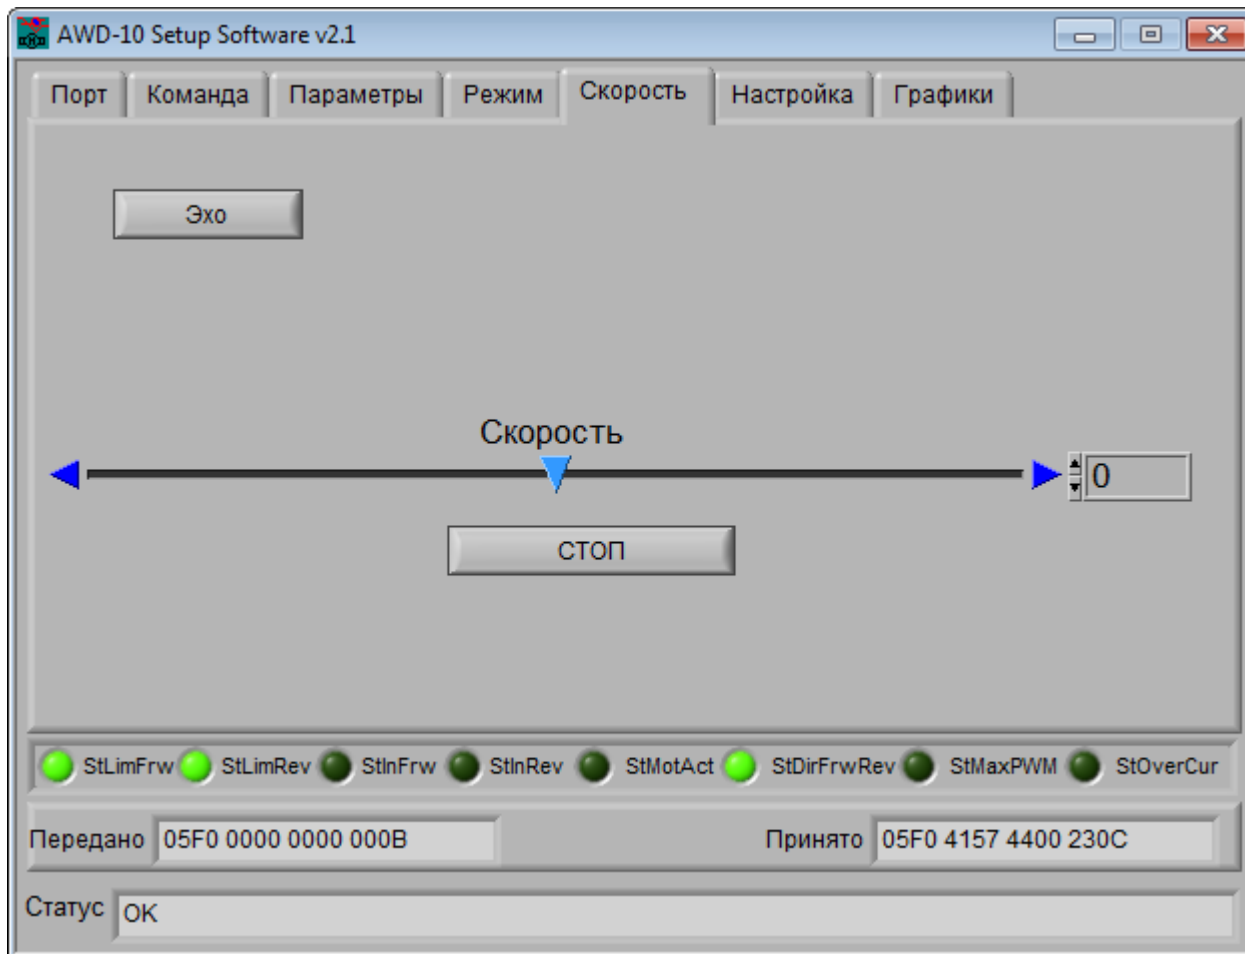 AWD-10 Setup Software v2.1
Порт Команда Параметры Режим Скорость Настройка Графики
Эхо
Скорость
0
СТОП
StLimFrw StLimRev StInFrw StInRev StMotAct StDirFrwRev StMaxPWM StOverCur
Передано 05F0 0000 0000 000B Принято 05F0 4157 4400 230C
Статус OK